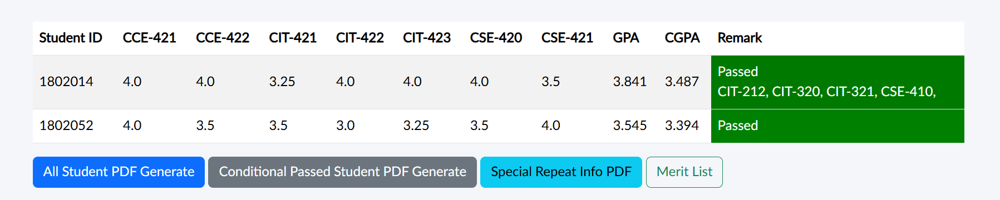 Student ID CCE-421 CCE-422 CIT-421 CIT-422 CIT-423 CSE-420 CSE-421 GPA CGPA Remark
1802014 4.0 4.0 3.25 4.0 4.0 4.0 3.5 3.841 3.487 Passed
CIT-212, CIT-320, CIT-321, CSE-410,
1802052 4.0 3.5 3.5 3.0 3.25 3.5 4.0 3.545 3.394 Passed
All Student PDF Generate Conditional Passed Student PDF Generate Special Repeat Info PDF Merit List